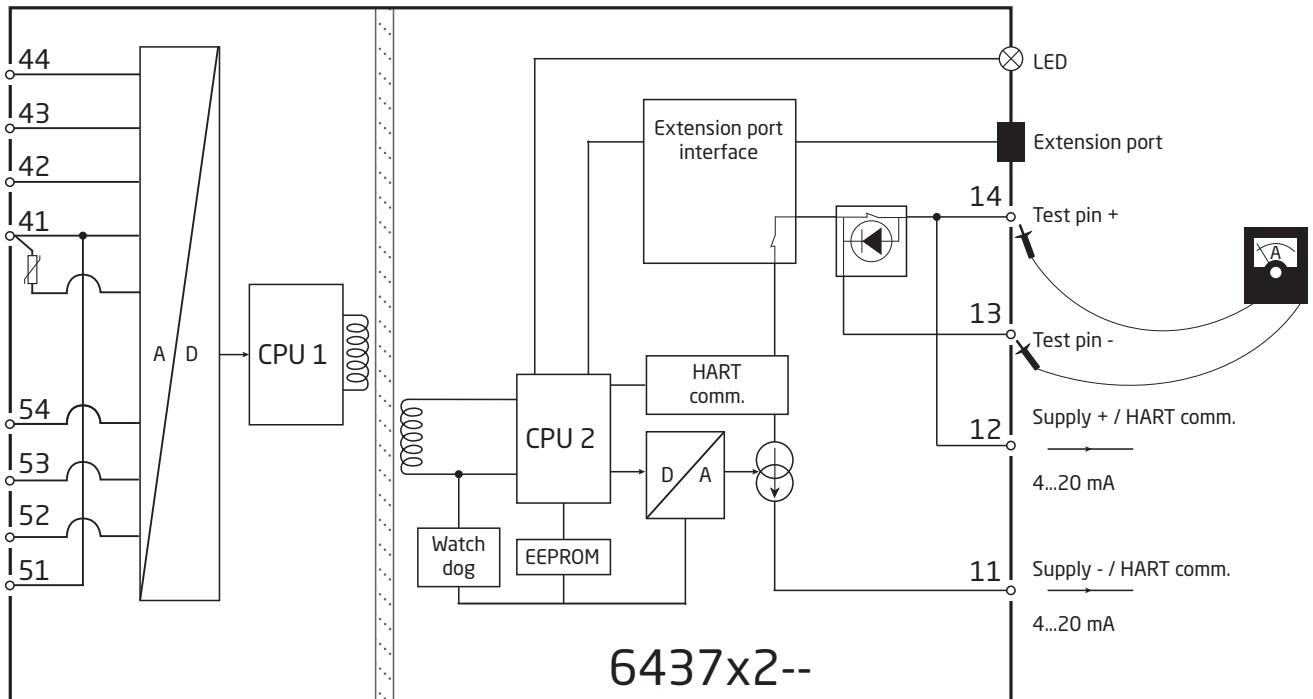 44
43
42
41
54
53
52
51
A D
CPU 1
CPU 2
Watch
dog
EEPROM
HART
comm.
D A
Extension port
interface
LED
Extension port
14
Test pin +
A
13
Test pin -
12
Supply + / HART comm.
4...20 mA
11
Supply - / HART comm.
4...20 mA
6437x2--